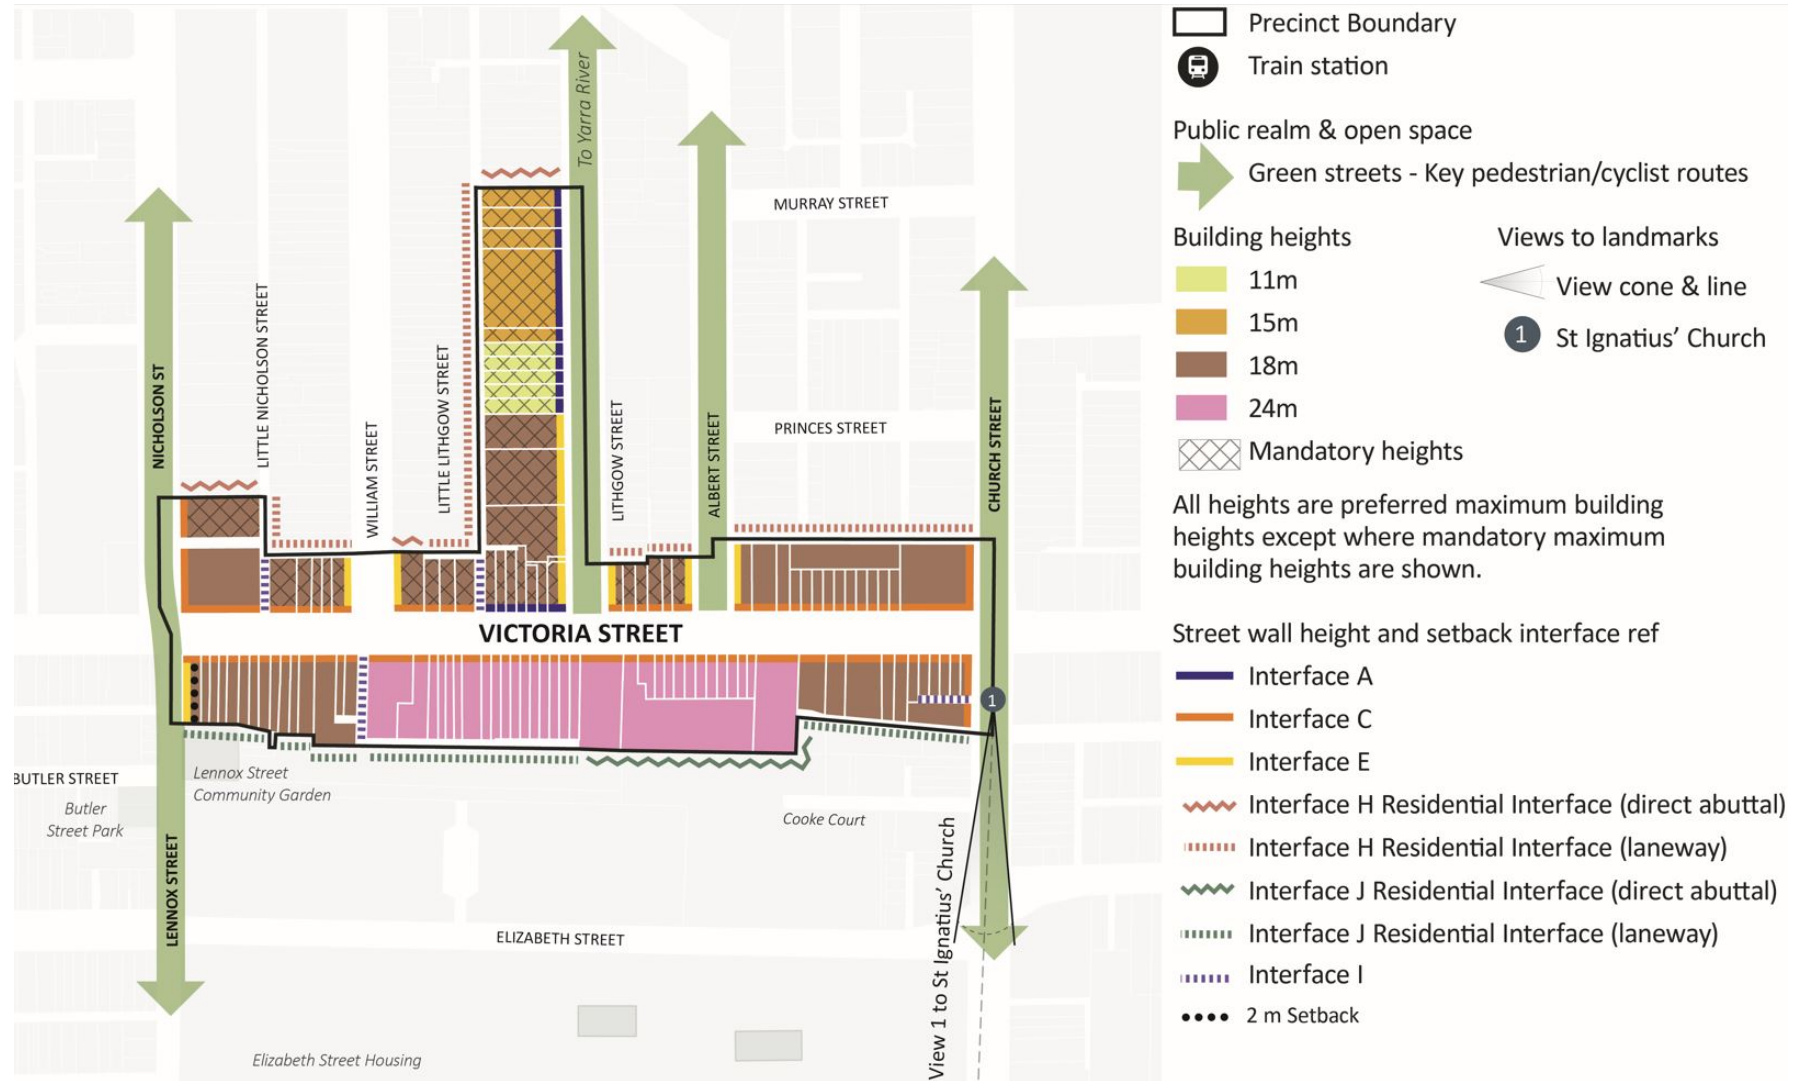 To Yarra River
MURRAY STREET
LITTLE NICHOLSON STREET
NICHOLSON ST
LITTLE LITHGOW STREET
WILLIAM STREET
LITHGOW STREET
ALBERT STREET
PRINCES STREET
CHURCH STREET
VICTORIA STREET
1
BUTLER STREET
Lennox Street
Community Garden
Butler
Street Park
Cooke Court
LENNOX STREET
ELIZABETH STREET
View 1 to St Ignatius' Church
Elizabeth Street Housing
Precinct Boundary
Train station
Public realm & open space
Green streets - Key pedestrian/cyclist routes
Building heights
11m
15m
18m
24m
Mandatory heights
Views to landmarks
View cone & line
1 St Ignatius' Church
All heights are preferred maximum building
heights except where mandatory maximum
building heights are shown.
Street wall height and setback interface ref
Interface A
Interface C
Interface E
Interface H Residential Interface (direct abuttal)
Interface H Residential Interface (laneway)
Interface J Residential Interface (direct abuttal)
Interface J Residential Interface (laneway)
Interface I
2 m Setback